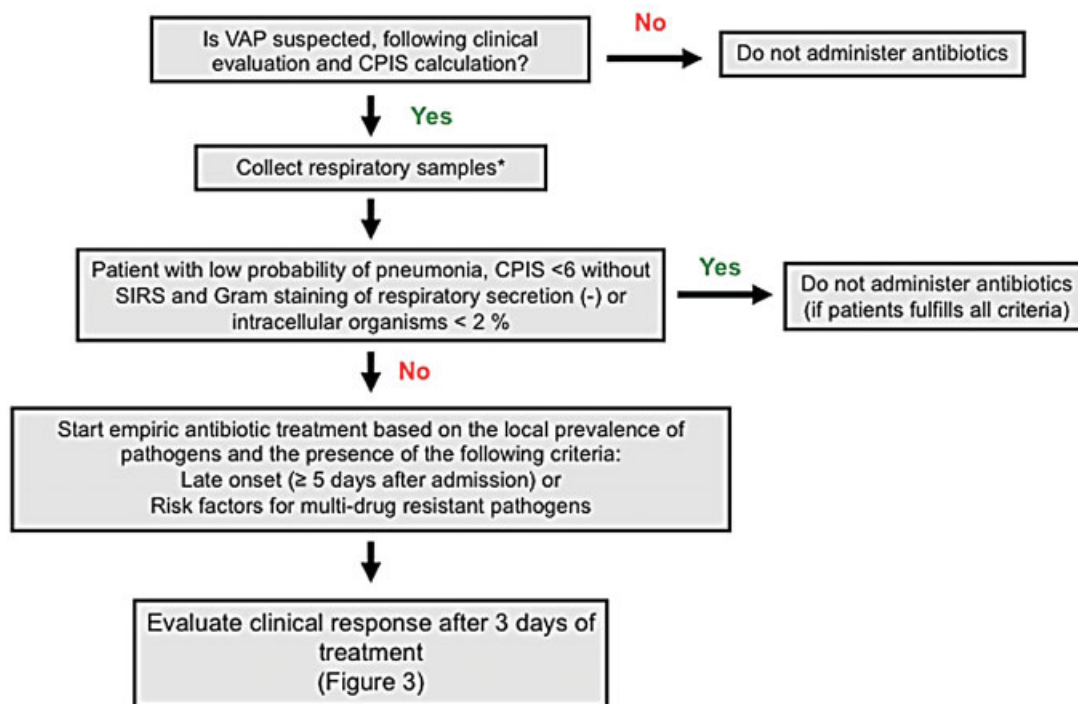 Is VAP suspected, following clinical
evaluation and CPIS calculation?
No
Do not administer antibiotics
Yes
Collect respiratory samples*
Patient with low probability of pneumonia, CPIS <6 without
SIRS and Gram staining of respiratory secretion (-) or
intracellular organisms < 2 %
Yes
Do not administer antibiotics
(if patients fulfills all criteria)
No
Start empiric antibiotic treatment based on the local prevalence of
pathogens and the presence of the following criteria:
Late onset (≥ 5 days after admission) or
Risk factors for multi-drug resistant pathogens
Evaluate clinical response after 3 days of
treatment
(Figure 3)